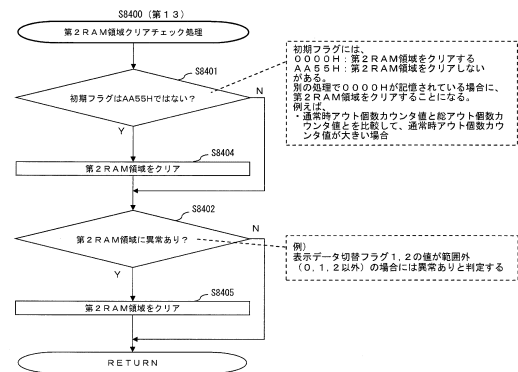 S8400(第13)
第2RAM領域クリアチェック処理
S8401
初期フラグはAA55Hではない?
N
Y
S8404
第2RAM領域をクリア
S8402
第2RAM領域に異常あり?
N
Y
S8405
第2RAM領域をクリア
RETURN
初期フラグには、
0000H:第2RAM領域をクリアする
AA55H:第2RAM領域をクリアしない
がある。
別の処理で0000Hが記憶されている場合に、
第2RAM領域をクリアすることになる。
例えば、
・通常時アウト個数カウンタ値と総アウト個数カ
ウンタ値とを比較して、通常時アウト個数カウ
ンタ値が大きい場合
例)
表示データ切替フラグ1,2の値が範囲外
(0,1,2以外)の場合には異常ありと判定する